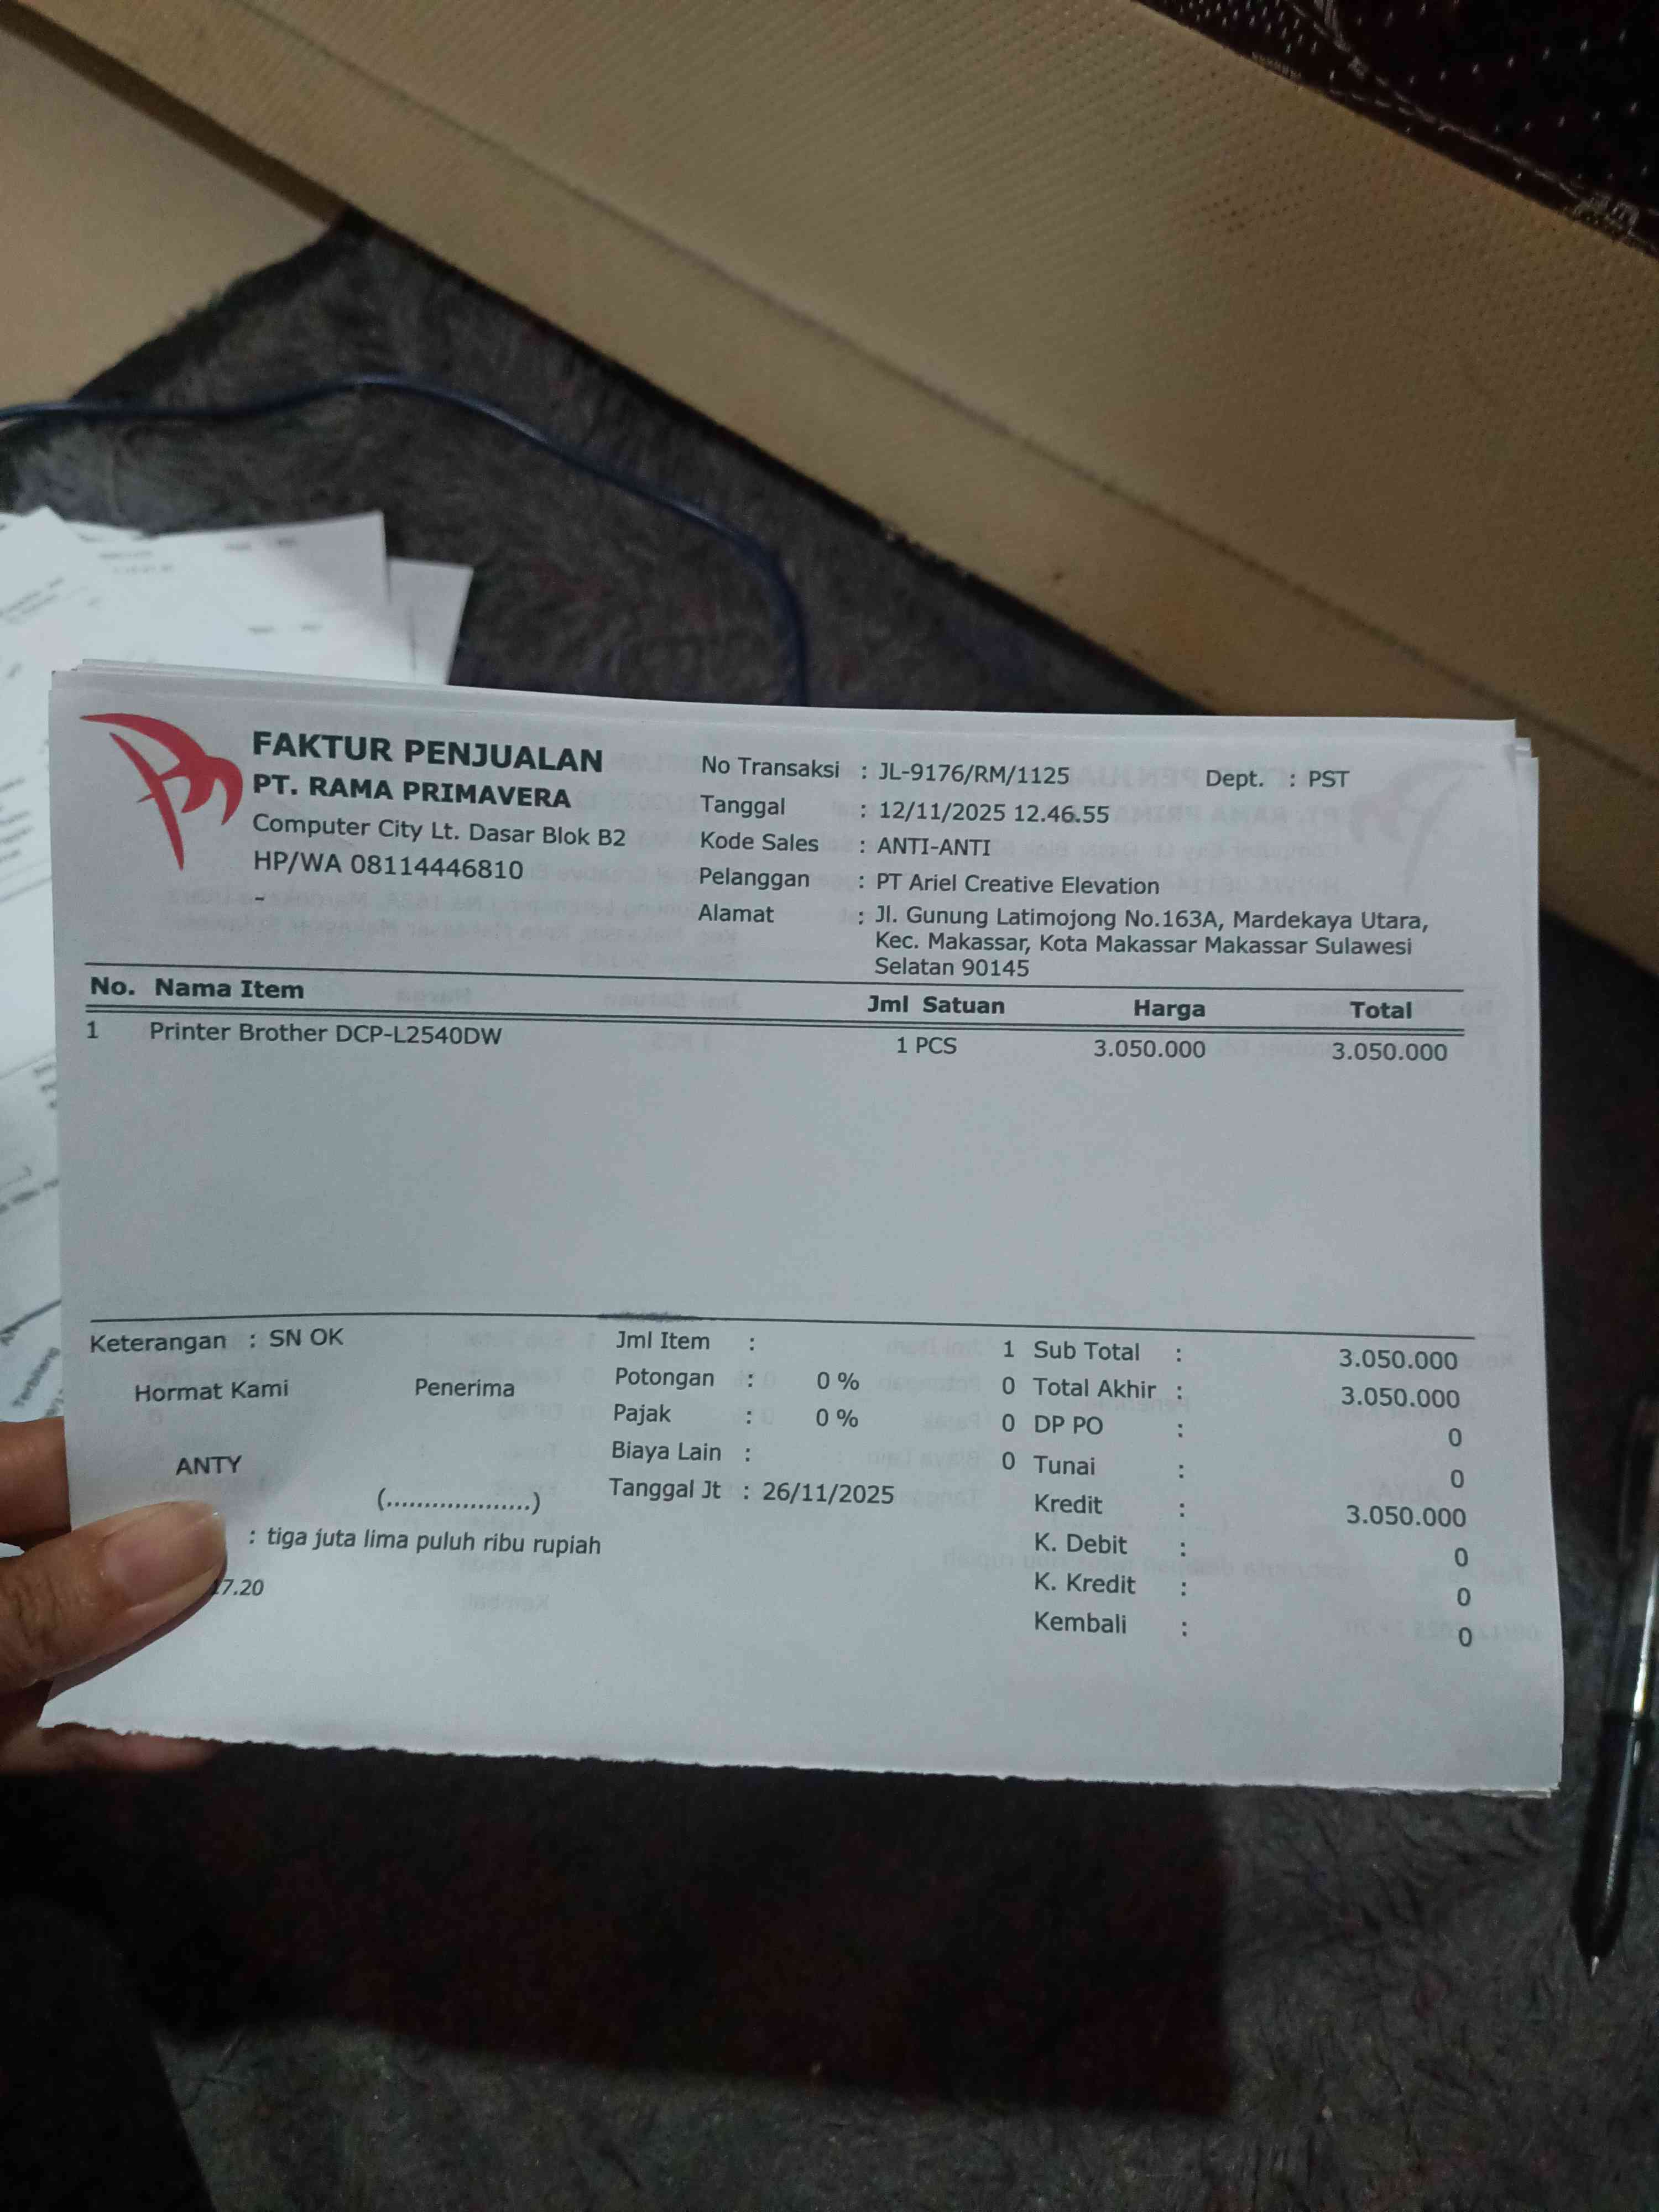 FAKTUR PENJUALAN
PT. RAMA PRIMAVERA
Computer City Lt. Dasar Blok B2
HP/WA 08114446810
-
No Transaksi : JL-9176/RM/1125 Dept. : PST
Tanggal : 12/11/2025 12.46.55
Kode Sales : ANTI-ANTI
Pelanggan : PT Ariel Creative Elevation
Alamat : Jl. Gunung Latimojong No.163A, Mardekaya Utara,
Kec. Makassar, Kota Makassar Makassar Sulawesi
Selatan 90145
No. Nama Item Jml Satuan Harga Total
1 Printer Brother DCP-L2540DW 1 PCS 3.050.000 3.050.000
Keterangan : SN OK
Hormat Kami Penerima
ANTY
(...................)
: tiga juta lima puluh ribu rupiah
17.20
Jml Item : 1
Potongan : 0 % 0
Pajak : 0 % 0
Biaya Lain : 0
Tanggal Jt : 26/11/2025
Sub Total : 3.050.000
Total Akhir : 3.050.000
DP PO : 0
Tunai : 0
Kredit : 3.050.000
K. Debit : 0
K. Kredit : 0
Kembali : 0
Terbilang